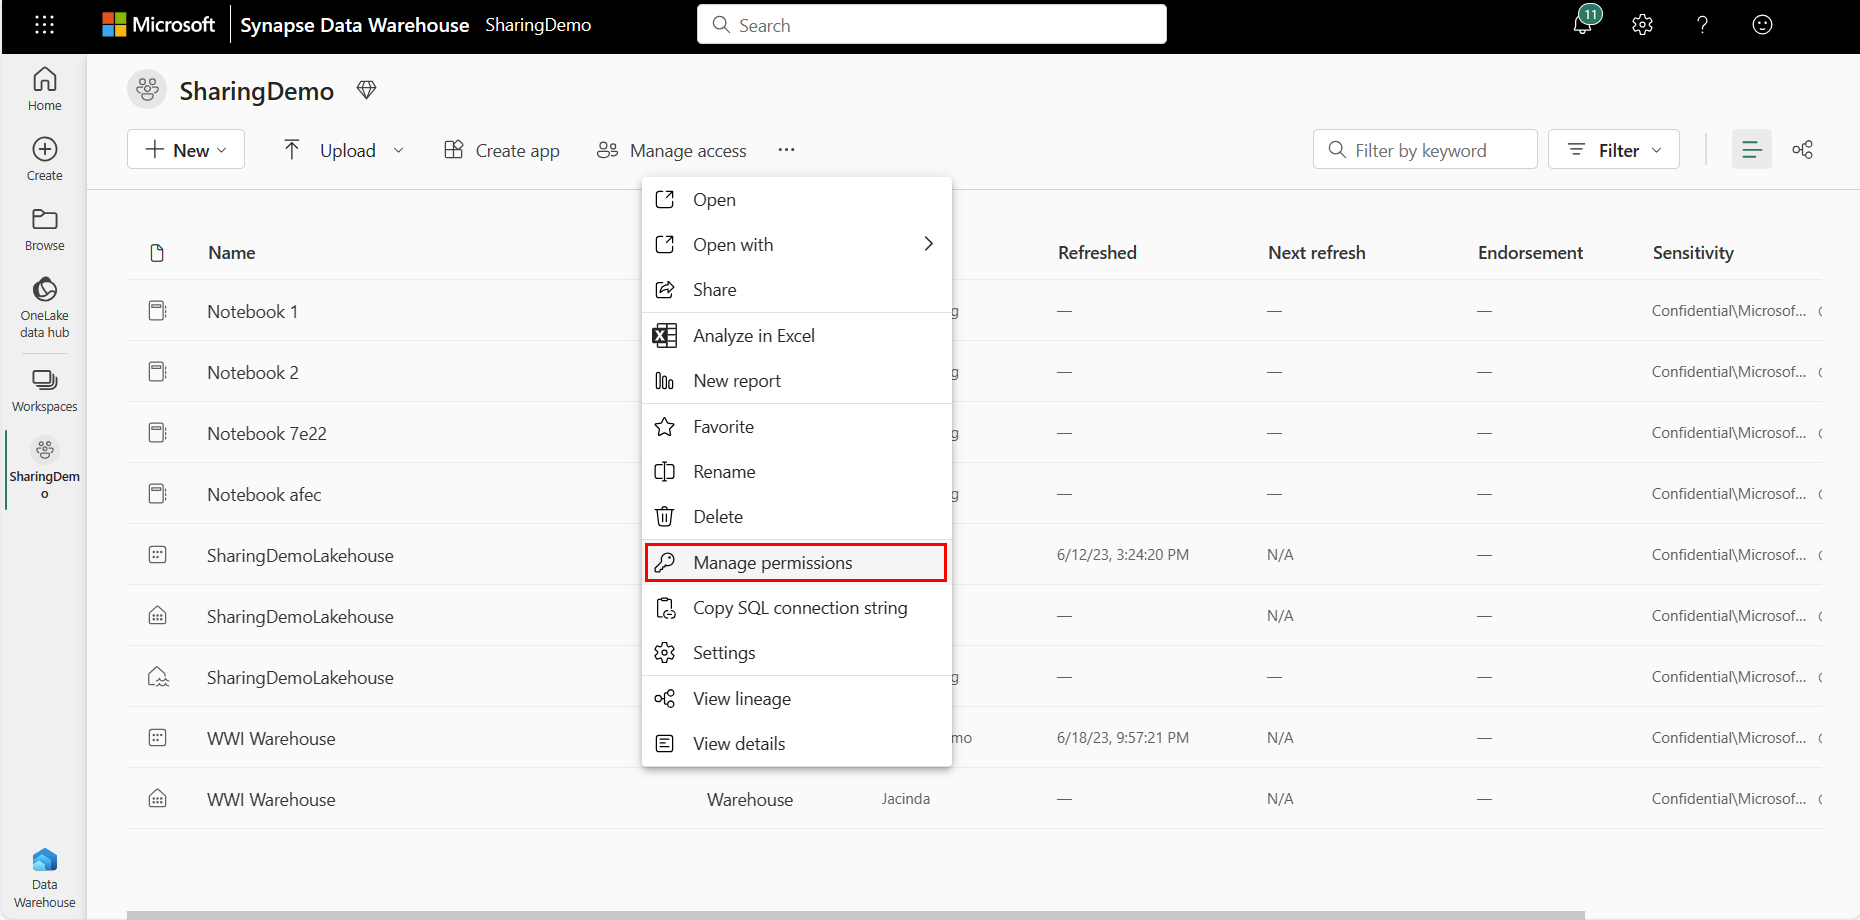 Microsoft Synapse Data Warehouse SharingDemo Search 11 ?
Home
Create
Browse
OneLake
data hub
Workspaces
SharingDem
o
Data
Warehouse
SharingDemo
New Upload Create app Manage access ... Filter by keyword Filter
Name Refreshed Next refresh Endorsement Sensitivity
Notebook 1 g — — — Confidential\Microsof...
Notebook 2 g — — — Confidential\Microsof...
Notebook 7e22 g — — — Confidential\Microsof...
Notebook afec g — — — Confidential\Microsof...
SharingDemoLakehouse 6/12/23, 3:24:20 PM N/A — Confidential\Microsof...
SharingDemoLakehouse — N/A — Confidential\Microsof...
SharingDemoLakehouse g — — — Confidential\Microsof...
WWI Warehouse mo 6/18/23, 9:57:21 PM N/A — Confidential\Microsof...
WWI Warehouse Warehouse Jacinda — N/A — Confidential\Microsof...
Open
Open with
Share
Analyze in Excel
New report
Favorite
Rename
Delete
Manage permissions
Copy SQL connection string
Settings
View lineage
View details